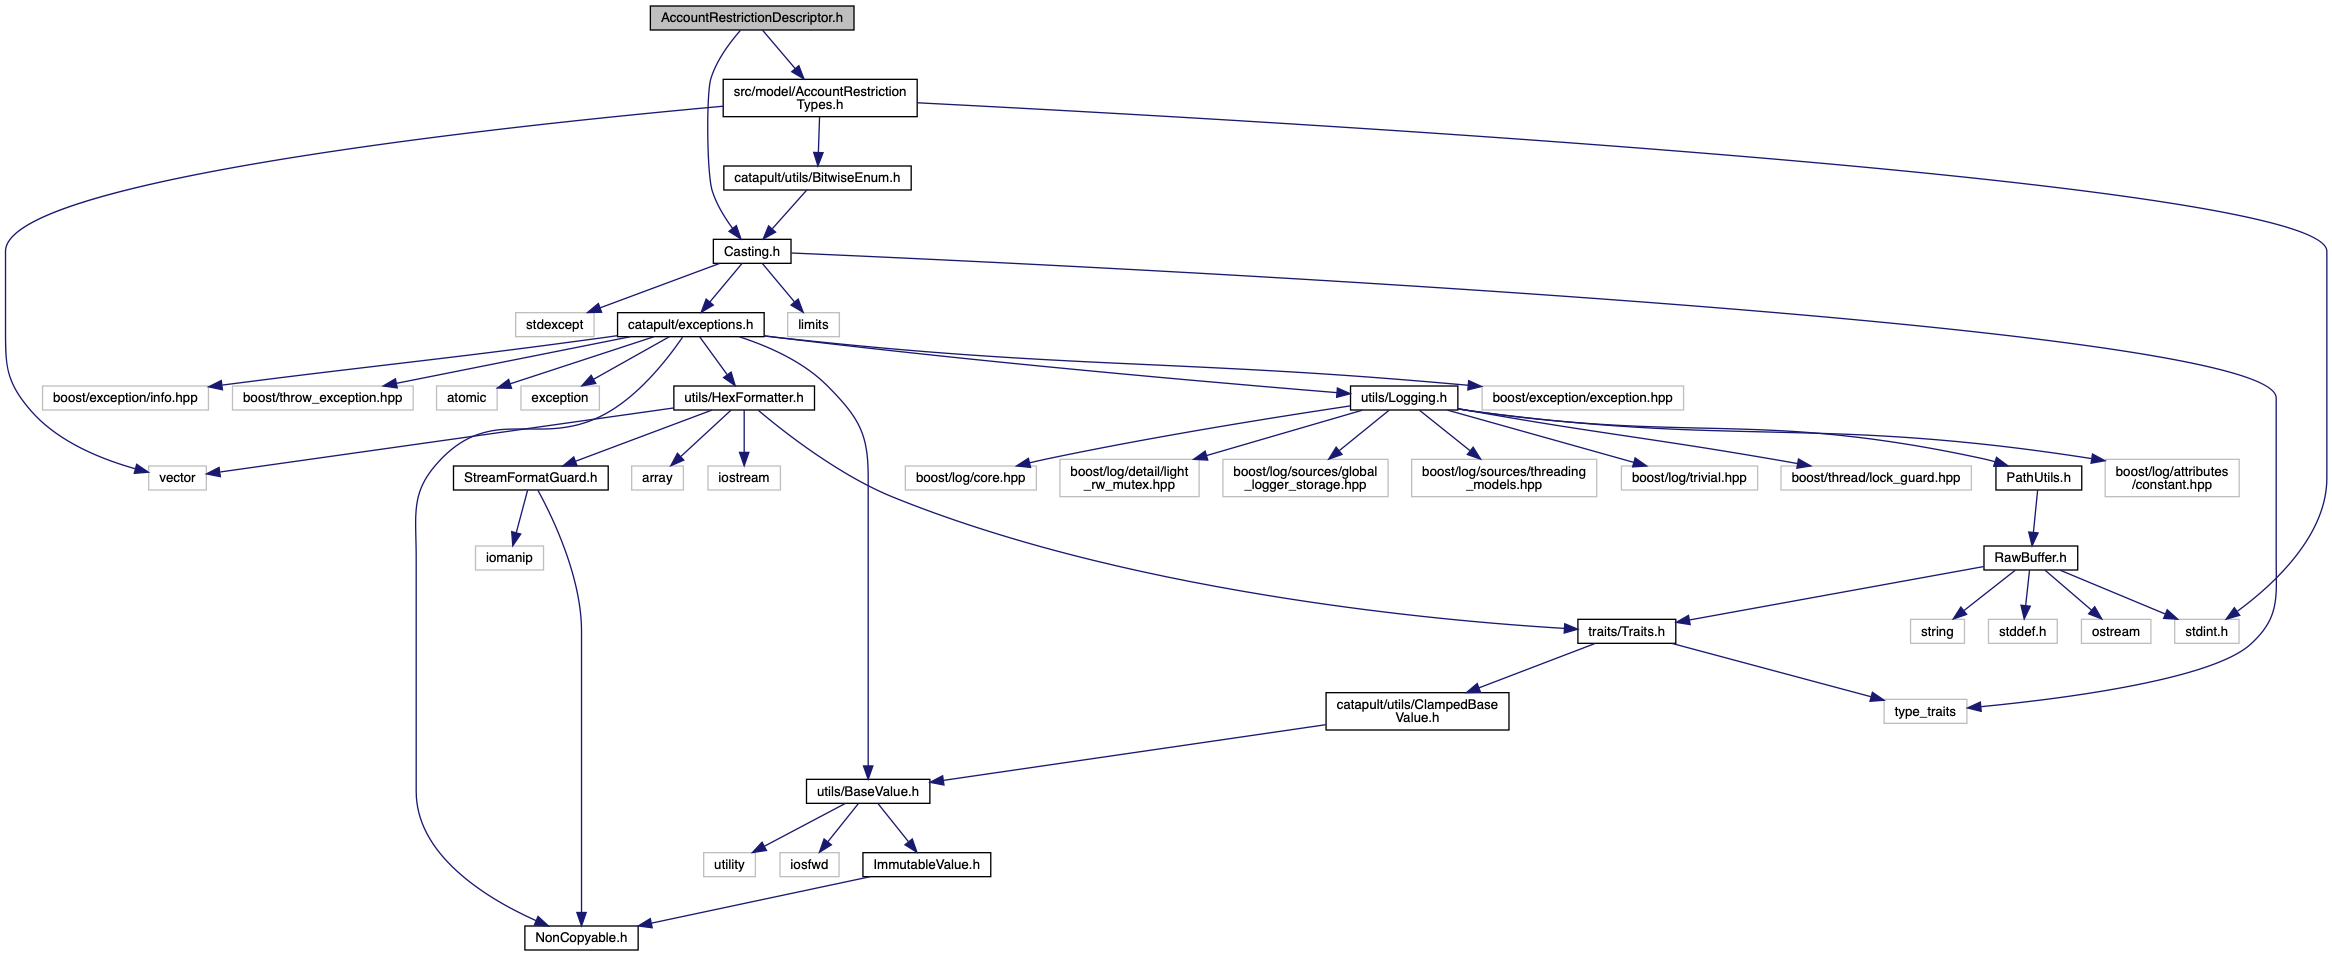 AccountRestrictionDescriptor.h
src/model/AccountRestriction
Types.h
catapult/utils/BitwiseEnum.h
Casting.h
stdexcept
catapult/exceptions.h
limits
boost/exception/info.hpp
boost/throw_exception.hpp
atomic
exception
utils/HexFormatter.h
utils/Logging.h
boost/exception/exception.hpp
vector
StreamFormatGuard.h
array
iostream
boost/log/core.hpp
boost/log/detail/light
_rw_mutex.hpp
boost/log/sources/global
_logger_storage.hpp
boost/log/sources/threading
_models.hpp
boost/log/trivial.hpp
boost/thread/lock_guard.hpp
PathUtils.h
boost/log/attributes
/constant.hpp
iomanip
RawBuffer.h
traits/Traits.h
string
stddef.h
ostream
stdint.h
catapult/utils/ClampedBase
Value.h
type_traits
utils/BaseValue.h
utility
iosfwd
ImmutableValue.h
NonCopyable.h